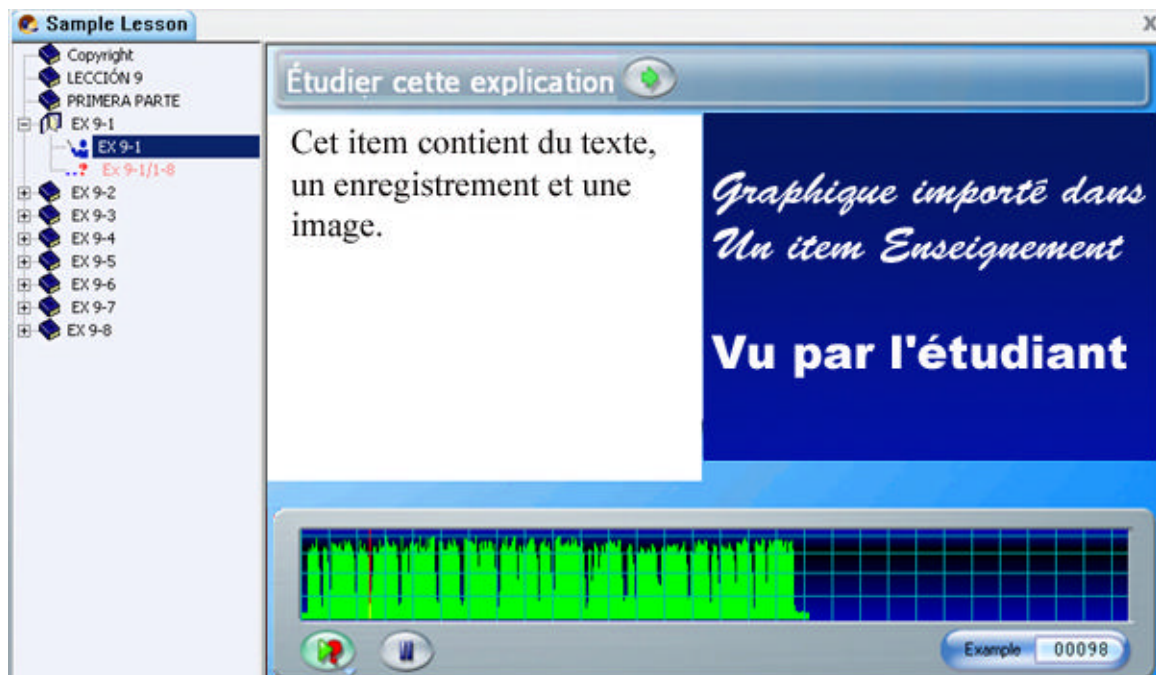 Sample Lesson
X
Copyright
LECCIÓN 9
PRIMERA PARTE
EX 9-1
EX 9-1
Ex 9-1/1-8
EX 9-2
EX 9-3
EX 9-4
EX 9-5
EX 9-6
EX 9-7
EX 9-8
Étudier cette explication
Cet item contient du texte,
un enregistrement et une
image.
Graphique importé dans
Un item Enseignement
Vu par l'étudiant
Example 00098